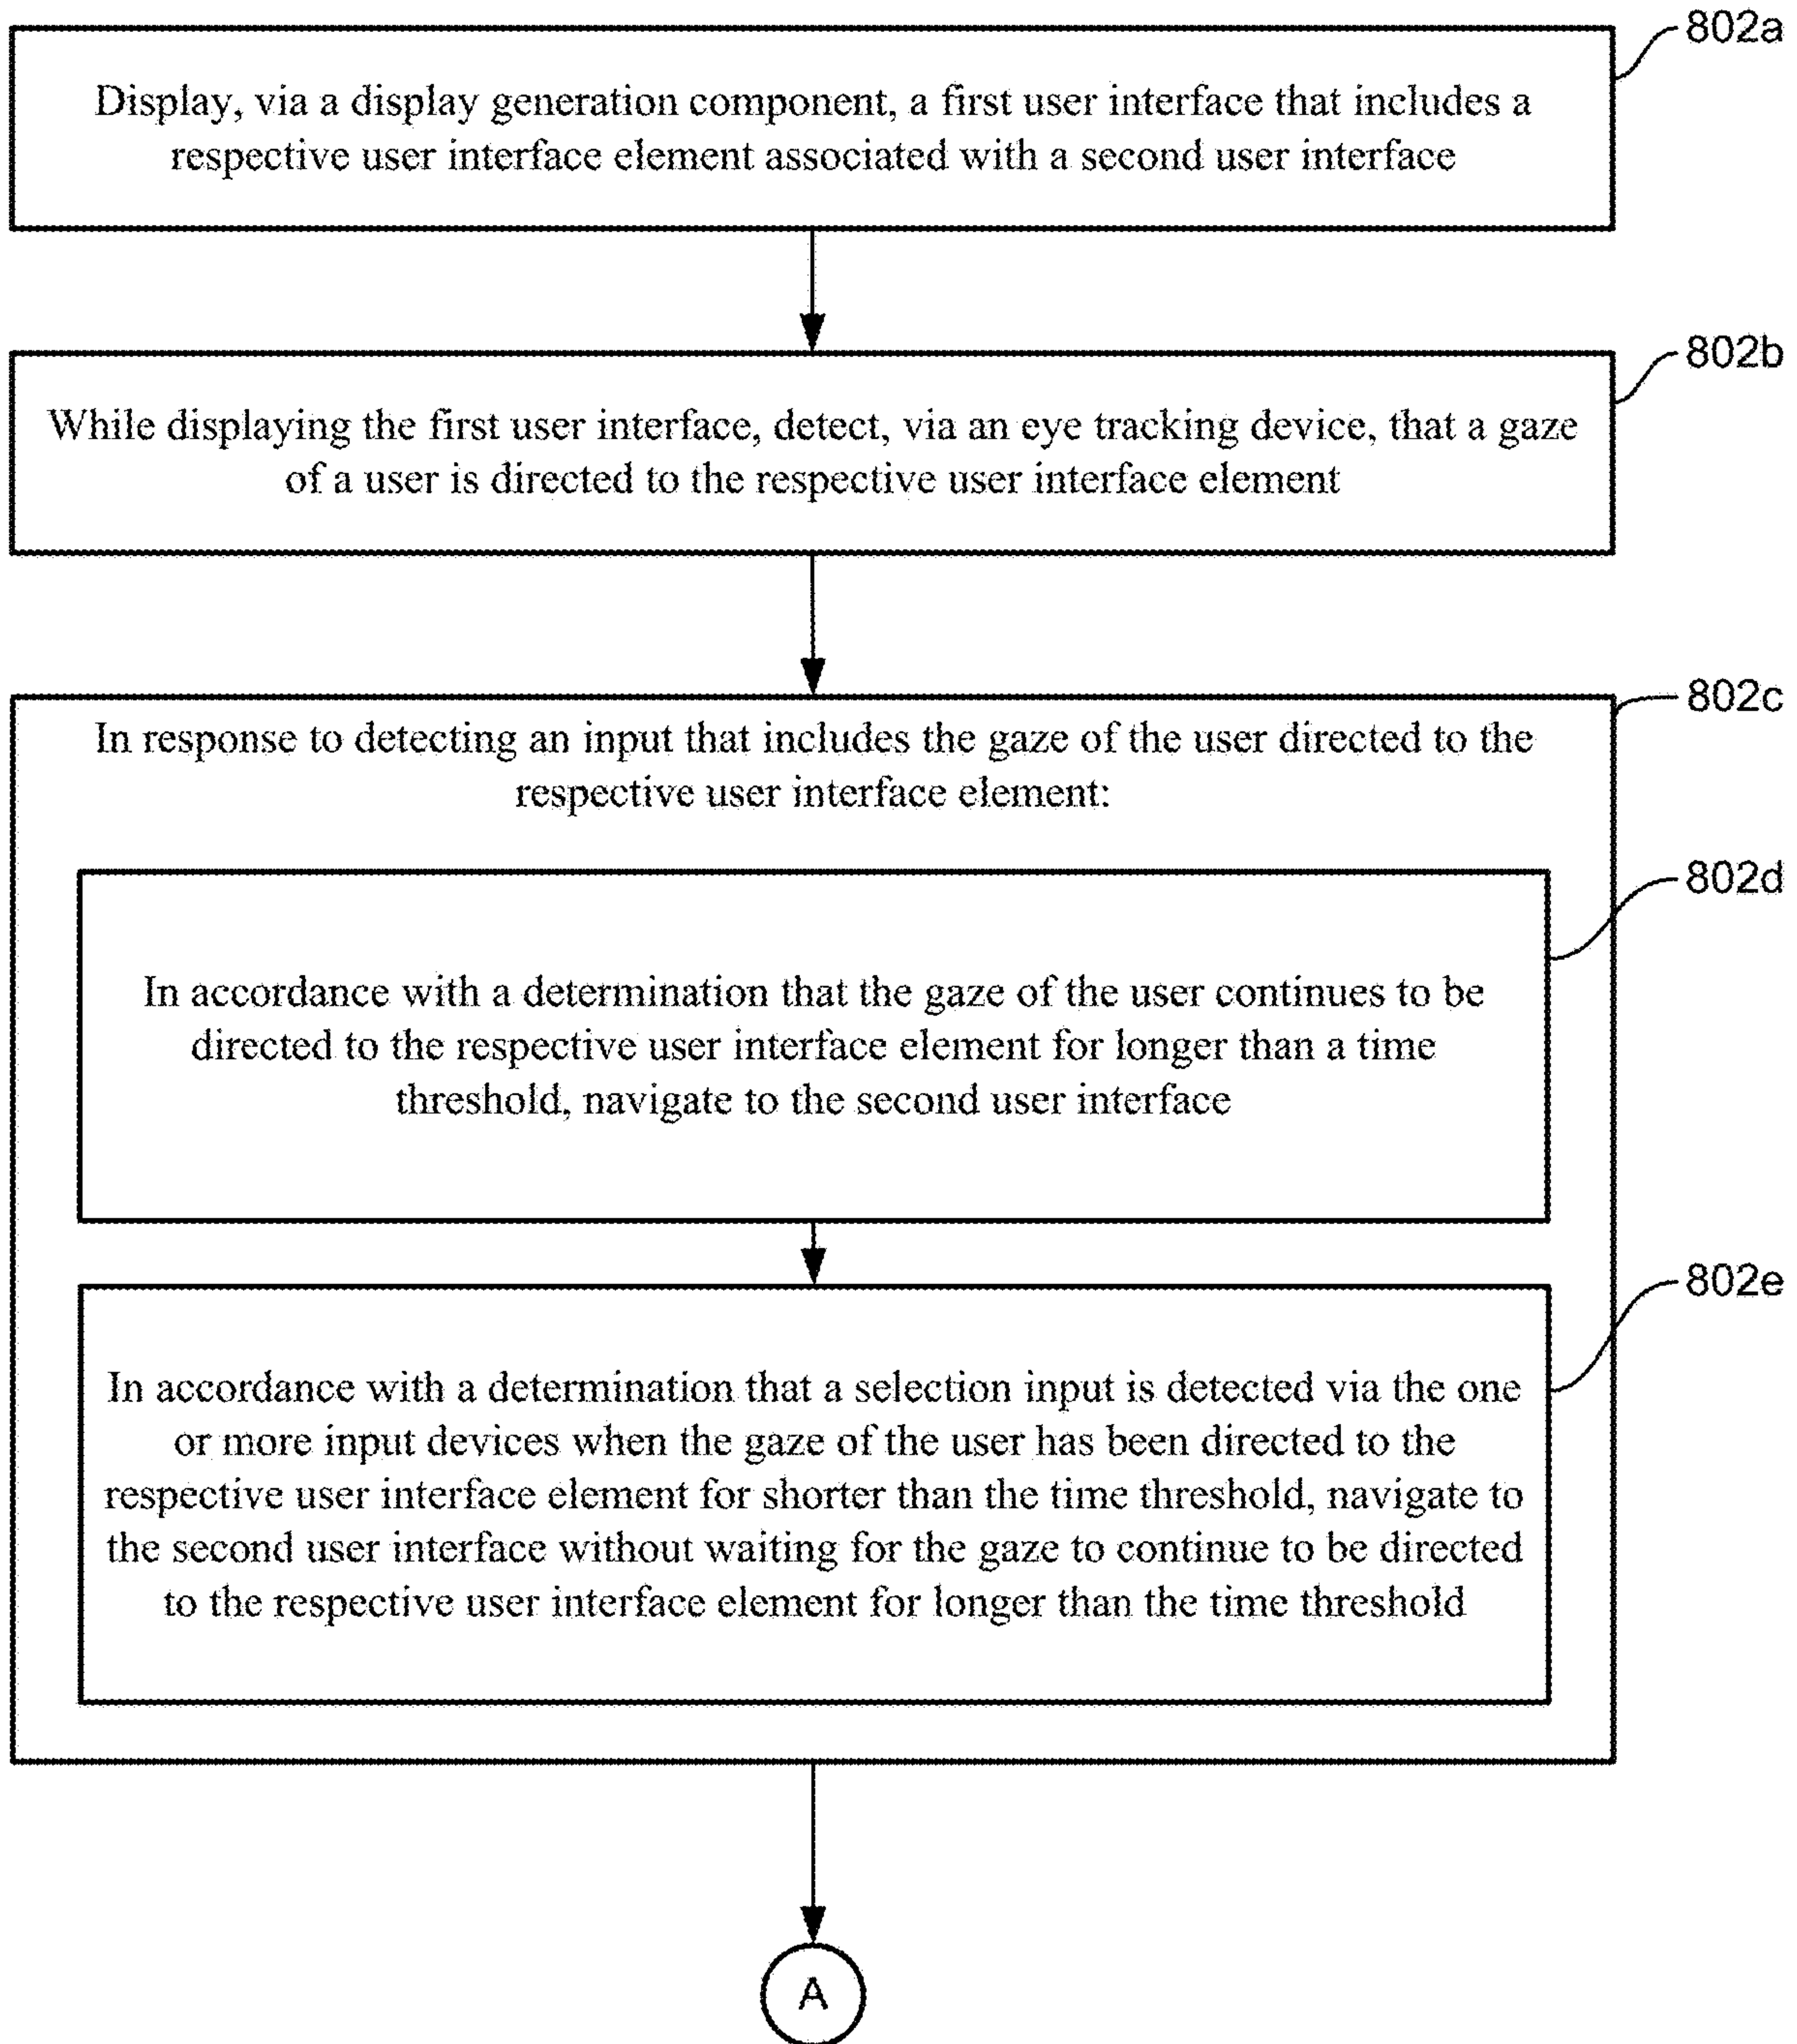 802a
Display, via a display generation component, a first user interface that includes a
respective user interface element associated with a second user interface
802b
While displaying the first user interface, detect, via an eye tracking device, that a gaze
of a user is directed to the respective user interface element
802c
In response to detecting an input that includes the gaze of the user directed to the
respective user interface element:
802d
In accordance with a determination that the gaze of the user continues to be
directed to the respective user interface element for longer than a time
threshold, navigate to the second user interface
802e
In accordance with a determination that a selection input is detected via the one
or more input devices when the gaze of the user has been directed to the
respective user interface element for shorter than the time threshold, navigate to
the second user interface without waiting for the gaze to continue to be directed
to the respective user interface element for longer than the time threshold
A